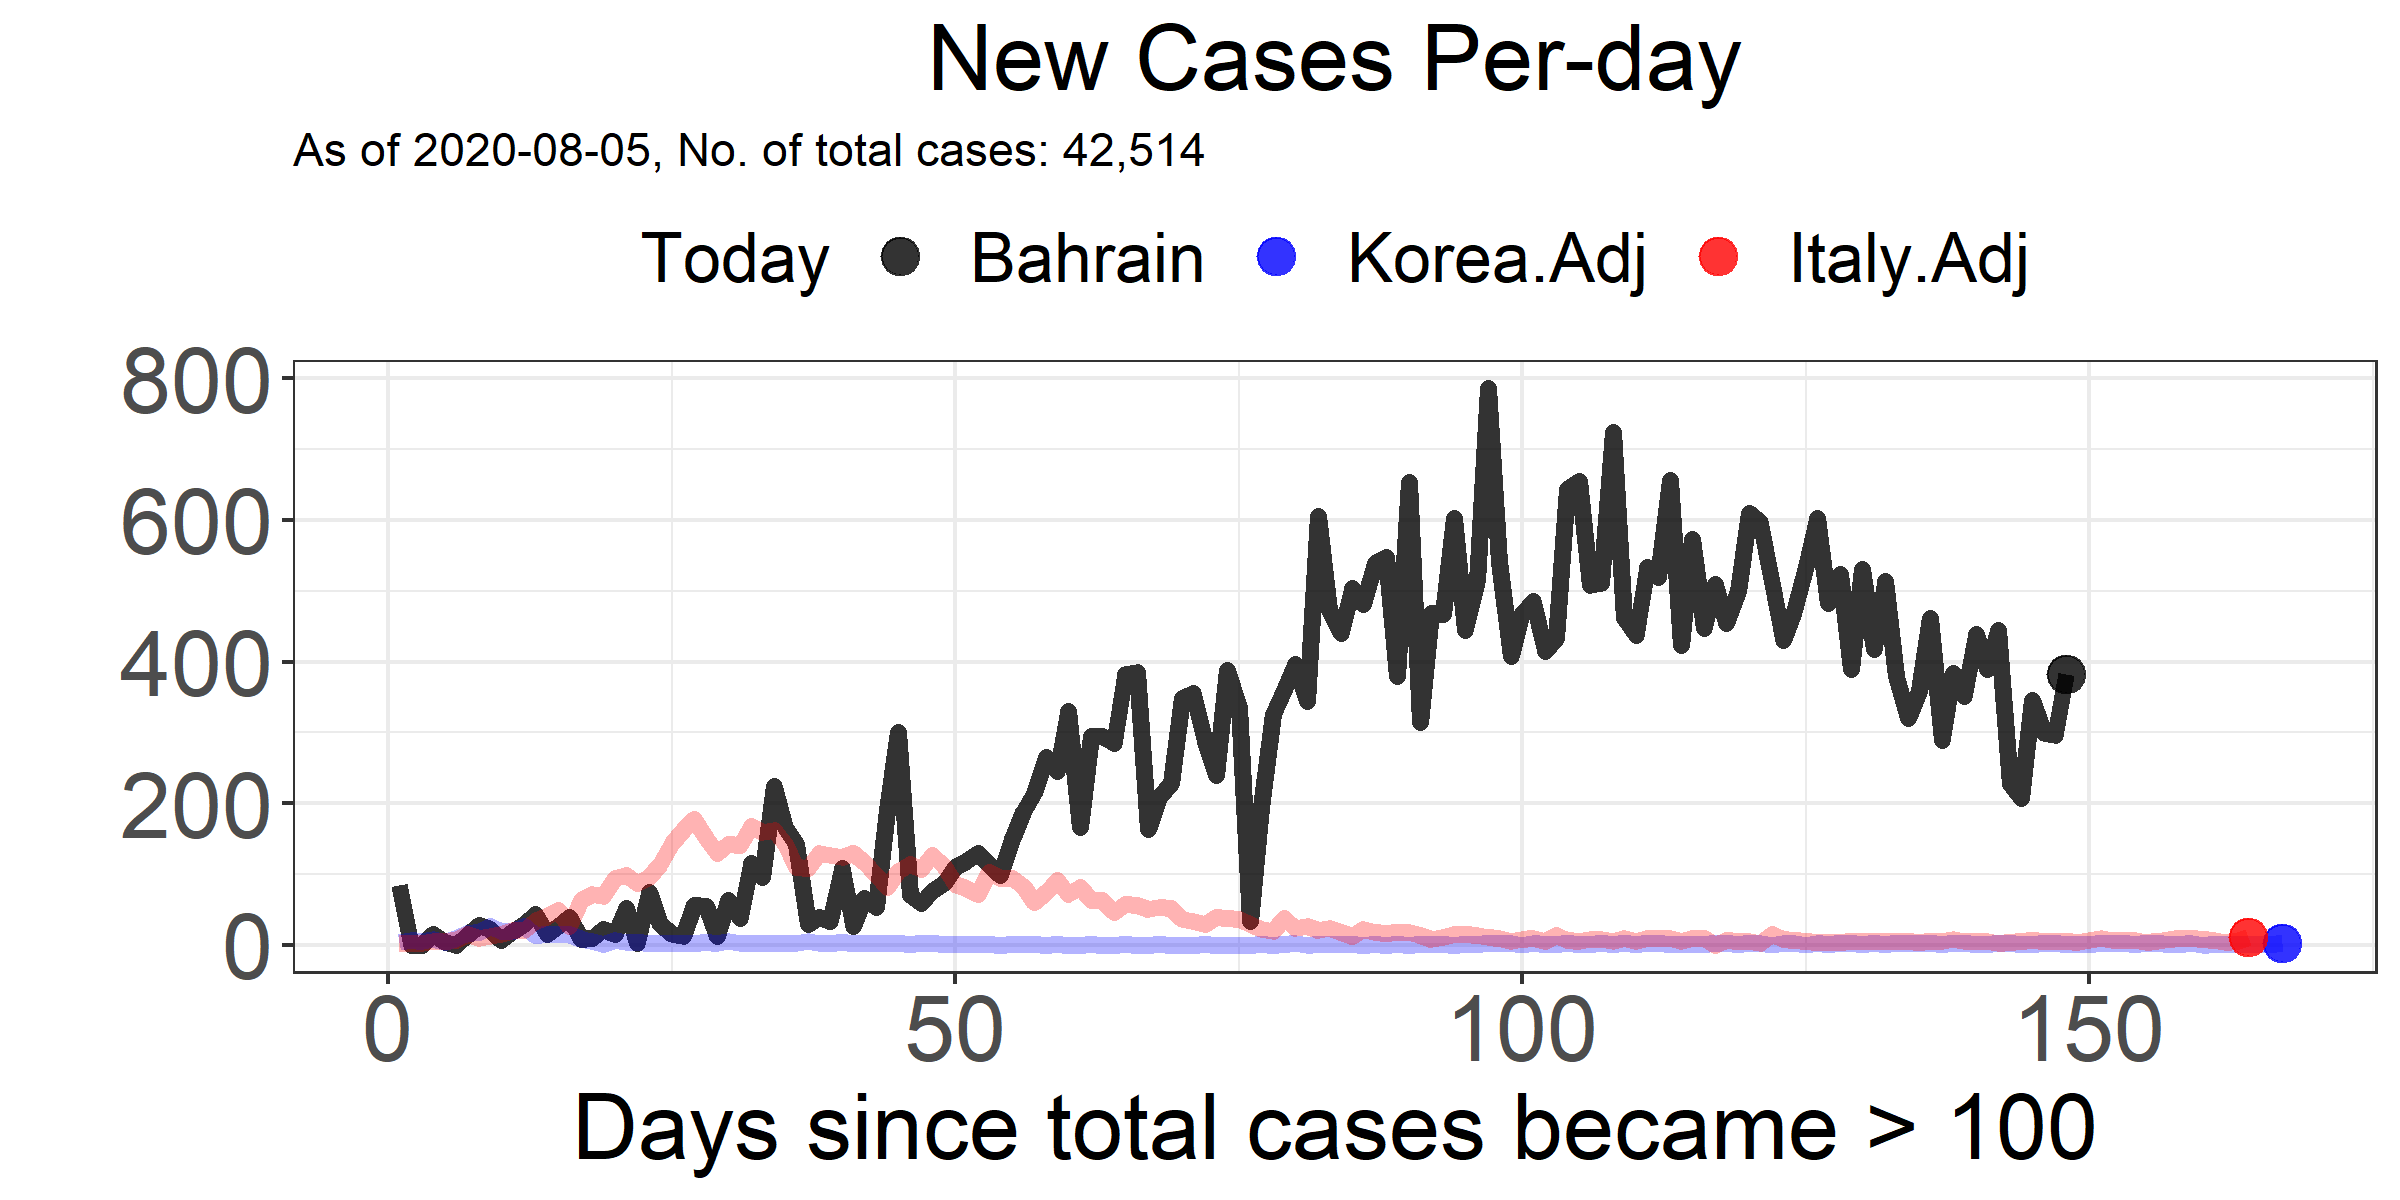 New Cases Per-day
As of 2020-08-05, No. of total cases: 42,514
Today Bahrain Korea.Adj Italy.Adj
800
600
400
200
0
0 50 100 150
Days since total cases became > 100